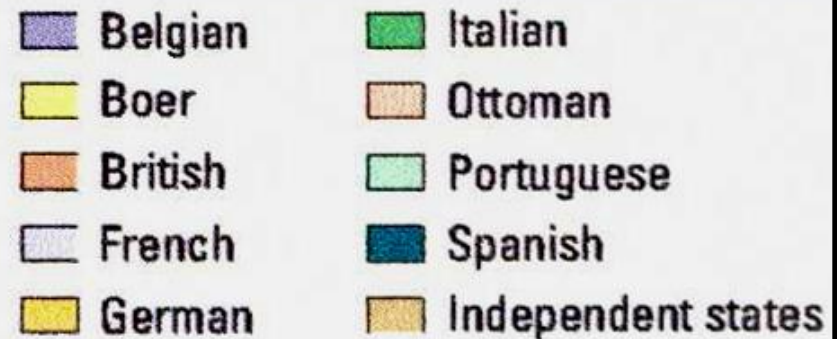 Belgian
Boer
British
French
German
Italian
Ottoman
Portuguese
Spanish
Independent states